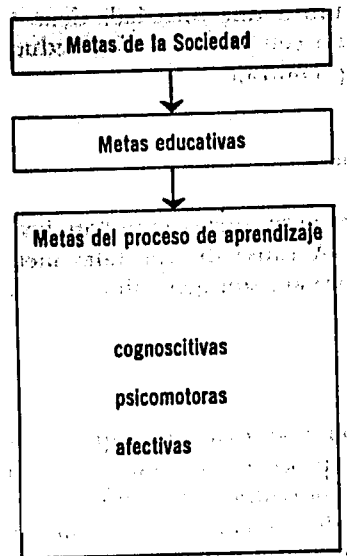 Metas de la Sociedad
Metas educativas
Metas del proceso de aprendizaje
cognoscitivas
psicomotoras
afectivas